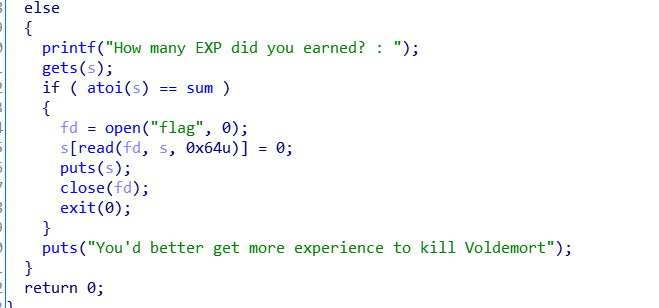 else
{
printf("How many EXP did you earned? : ");
gets(s);
if ( atoi(s) == sum )
{
fd = open("flag", 0);
s[read(fd, s, 0x64u)] = 0;
puts(s);
close(fd);
exit(0);
}
puts("You'd better get more experience to kill Voldemort");
}
return 0;